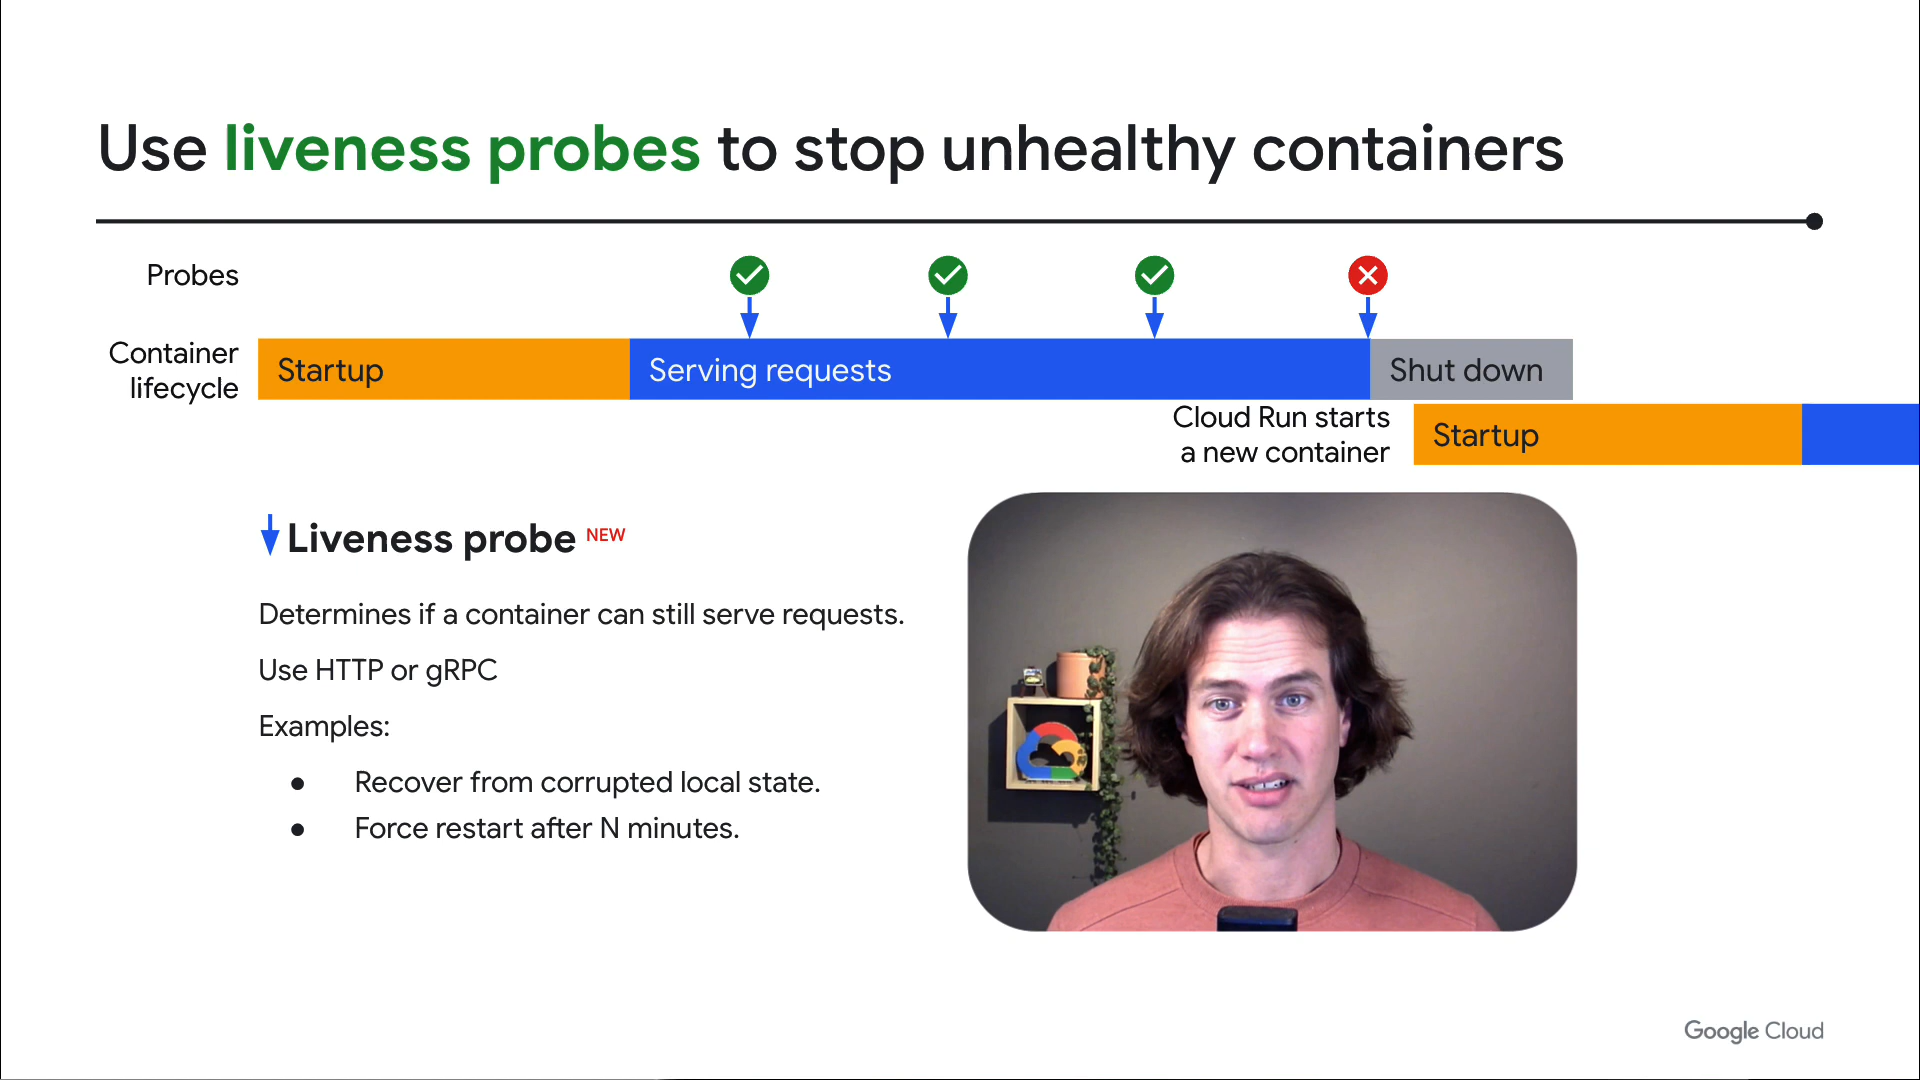 Use liveness probes to stop unhealthy containers
Probes
Container
lifecycle
Startup
Serving requests
Shut down
Cloud Run starts
a new container
Startup
Liveness probe NEW
Determines if a container can still serve requests.
Use HTTP or gRPC
Examples:
● Recover from corrupted local state.
● Force restart after N minutes.
Google Cloud